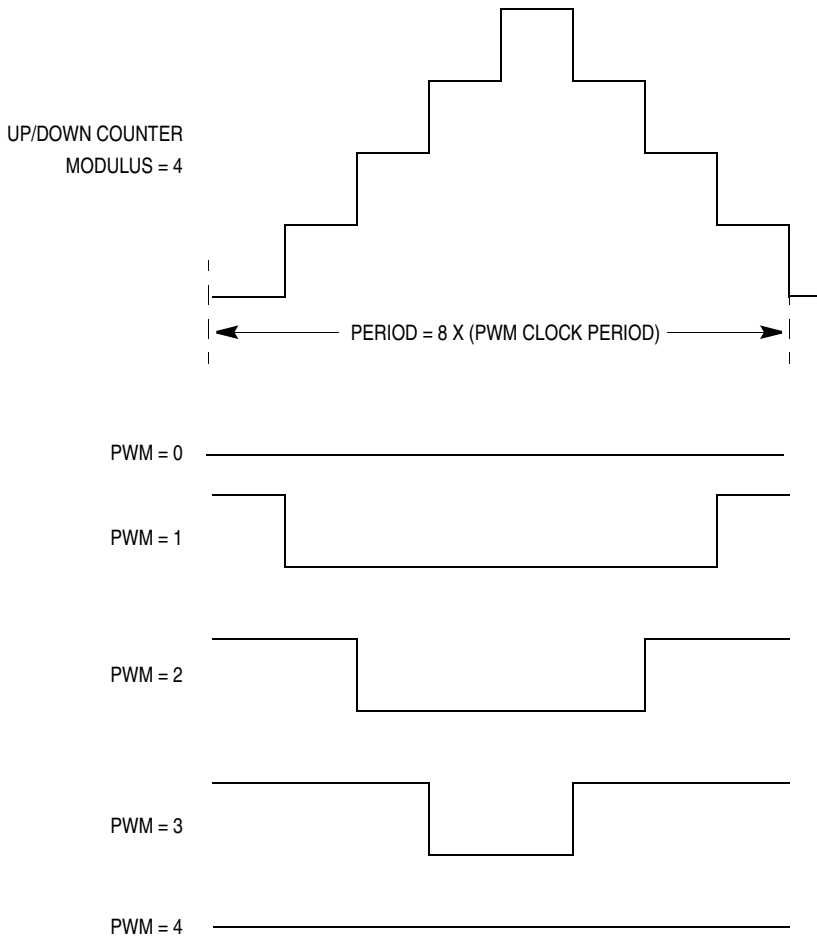 UP/DOWN COUNTER
MODULUS = 4
PERIOD = 8 X (PWM CLOCK PERIOD)
PWM = 0
PWM = 1
PWM = 2
PWM = 3
PWM = 4